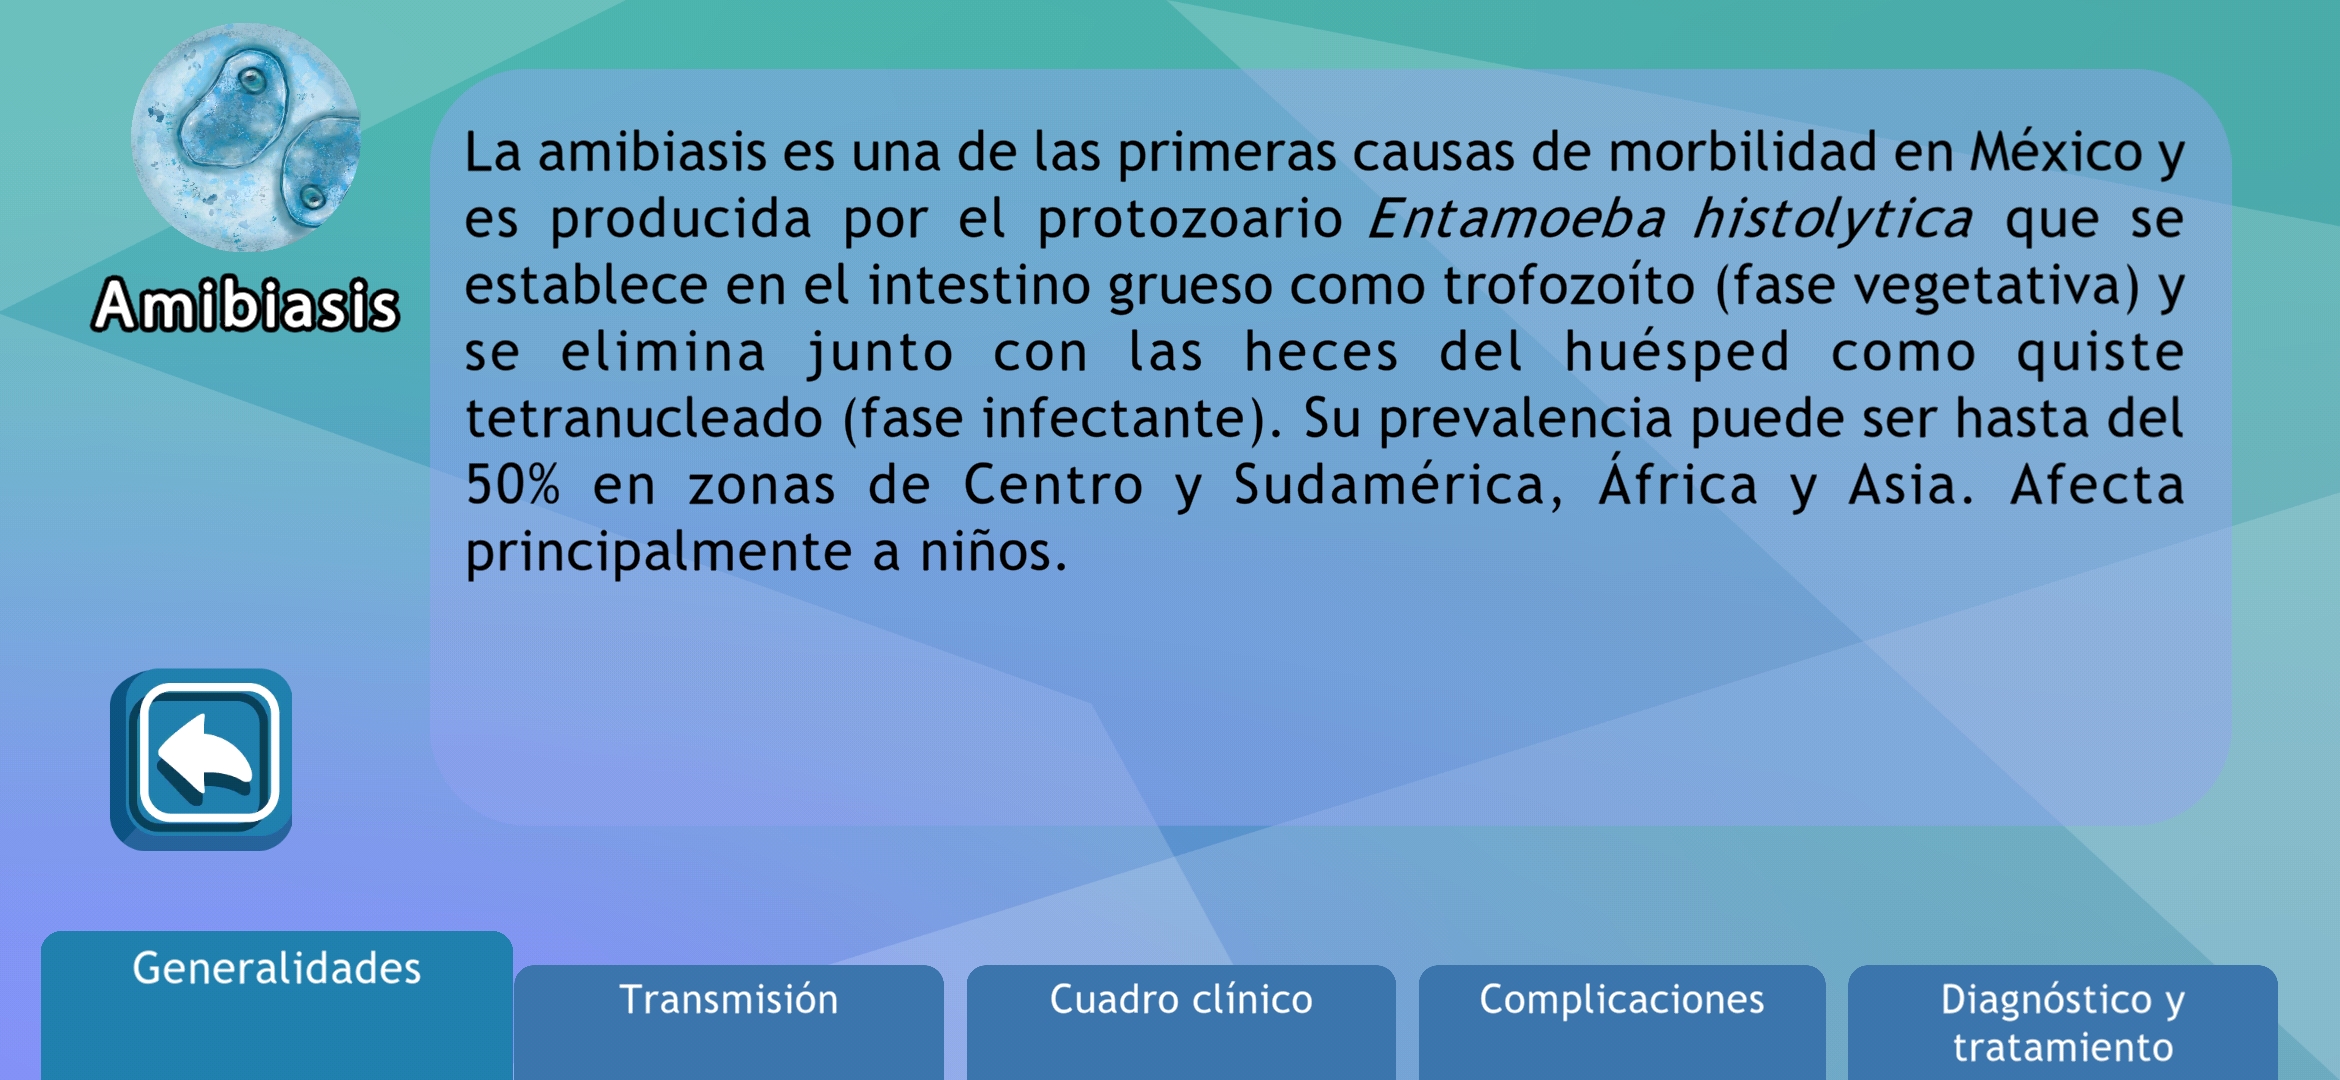 Amibiasis
La amibiasis es una de las primeras causas de morbilidad en México y
es producida por el protozoario Entamoeba histolytica que se
establece en el intestino grueso como trofozoíto (fase vegetativa) y
se elimina junto con las heces del huésped como quiste
tetranucleado (fase infectante). Su prevalencia puede ser hasta del
50% en zonas de Centro y Sudamérica, África y Asia. Afecta
principalmente a niños.
Generalidades
Transmisión
Cuadro clínico
Complicaciones
Diagnóstico y
tratamiento